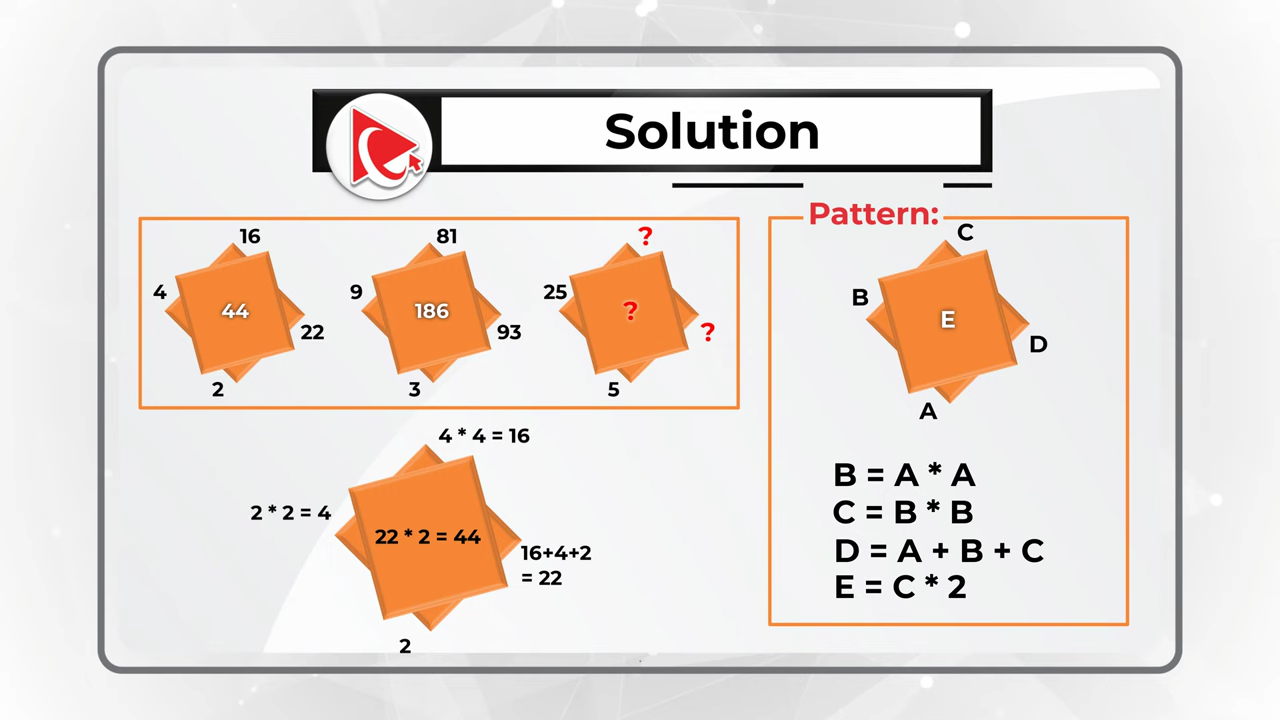 Solution
16
4
44
22
2
81
9
186
93
3
?
25
?
?
5
Pattern:
C
B
E
D
A
4 * 4 = 16
2 * 2 = 4
22 * 2 = 44
16+4+2
= 22
2
B = A * A
C = B * B
D = A + B + C
E = C * 2